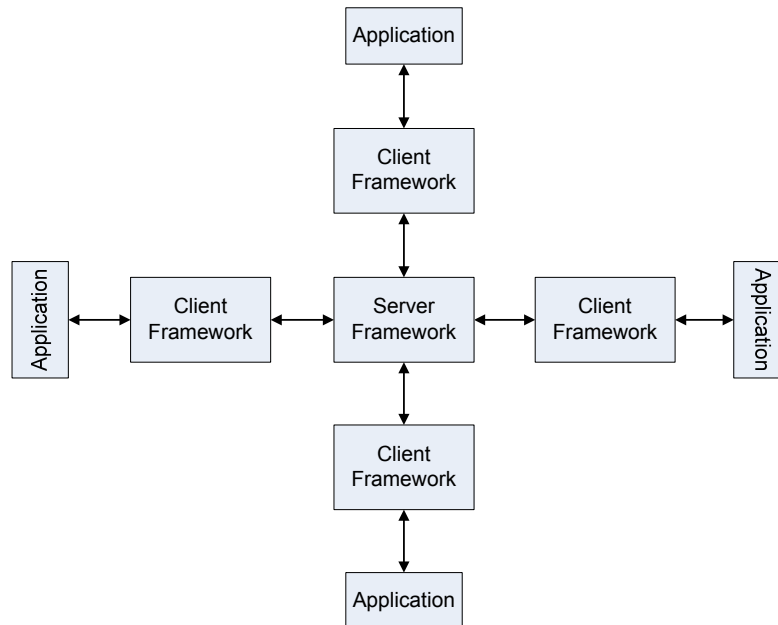 Application
Client
Framework
Application
Client
Framework
Server
Framework
Client
Framework
Application
Client
Framework
Application